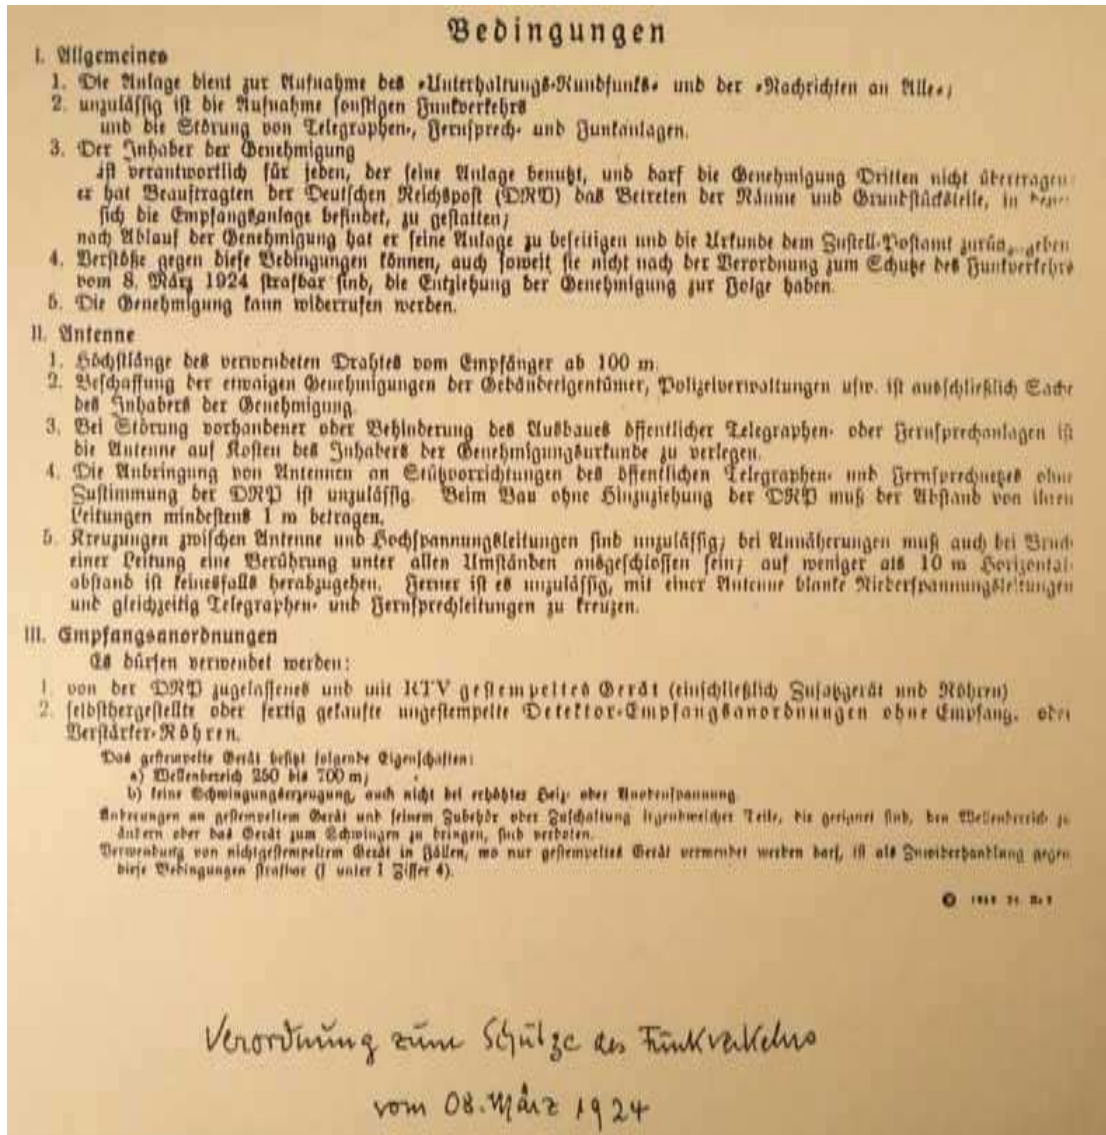 Bedingungen
I. Allgemeines
1. Die Anlage dient zur Aufnahme des »Unterhaltungs-Rundfunks« und der »Nachrichten an Alle«;
2. unzulässig ist die Aufnahme sonstigen Funkverkehrs
und die Störung von Telegraphen-, Fernsprech- und Funkanlagen.
3. Der Inhaber der Genehmigung
ist verantwortlich für jeden, der seine Anlage benutzt, und darf die Genehmigung Dritten nicht übertragen
er hat Beauftragten der Deutschen Reichspost (DRP) das Betreten der Räume und Grundstücksteile, in
sich die Empfangsanlage befindet, zu gestatten;
nach Ablauf der Genehmigung hat er seine Anlage zu beseitigen und die Urkunde dem Zustell-Postamt
4. Verstöße gegen diese Bedingungen können, auch soweit sie nicht nach der Verordnung zum Schutze des Funkverkehrs
vom 8. März 1924 strafbar sind, die Entziehung der Genehmigung zur Folge haben.
5. Die Genehmigung kann widerrufen werden.
II. Antenne
1. Höchstlänge des verwendeten Drahtes vom Empfänger ab 100 m.
2. Beschaffung der etwaigen Genehmigungen der Gebäudeeigentümer, Polizeiverwaltungen usw. ist ausschließlich Sache
des Inhabers der Genehmigung.
3. Bei Störung vorhandener oder Behinderung des Ausbaues öffentlicher Telegraphen- oder Fernsprechanlagen ist
die Antenne auf Kosten des Inhabers der Genehmigungsurkunde zu verlegen.
4. Die Anbringung von Antennen an Stützvorrichtungen des öffentlichen Telegraphen- und Fernsprechnetzes ohne
Zustimmung der DRP ist unzulässig. Beim Bau ohne Hinzuziehung der DRP muß der Abstand von ihren
Leitungen mindestens 1 m betragen.
5. Kreuzungen zwischen Antenne und Hochspannungsleitungen sind unzulässig; bei Annäherungen muß auch bei Bruch
einer Leitung eine Berührung unter allen Umständen ausgeschlossen sein; auf weniger als 10 m Horizontal-
abstand ist keinesfalls herabzugehen. Ferner ist es unzulässig, mit einer Antenne blanke Niederspannungsleitungen
und gleichzeitig Telegraphen- und Fernsprechleitungen zu kreuzen.
III. Empfangsanordnungen
Es dürfen verwendet werden:
1. von der DRP zugelassenes und mit RTV gestempeltes Gerät (einschließlich Zusatzgerät und Röhren)
2. selbsthergestellte oder fertig gekaufte ungestempelte Detektor-Empfangsanordnungen ohne Empfang- oder
Verstärker-Röhren.
Das gestempelte Gerät besitzt folgende Eigenschaften:
a) Wellenbereich 250 bis 700 m;
b) keine Schwingungserzeugung, auch nicht bei erhöhter Heiz- oder Anodenspannung
Änderungen an gestempeltem Gerät und seinem Zubehör oder Zuschaltung irgendwelcher Teile, die geeignet sind, den Wellenbereich zu
ändern oder das Gerät zum Schwingen zu bringen, sind verboten.
Verwendung von nichtgestempeltem Gerät in Fällen, wo nur gestempeltes Gerät verwendet werden darf, ist als Zuwiderhandlung gegen
diese Bedingungen strafbar (s unter I Ziffer 4).
Verordnung zum Schutze des Funkverkehrs
vom 08. März 1924